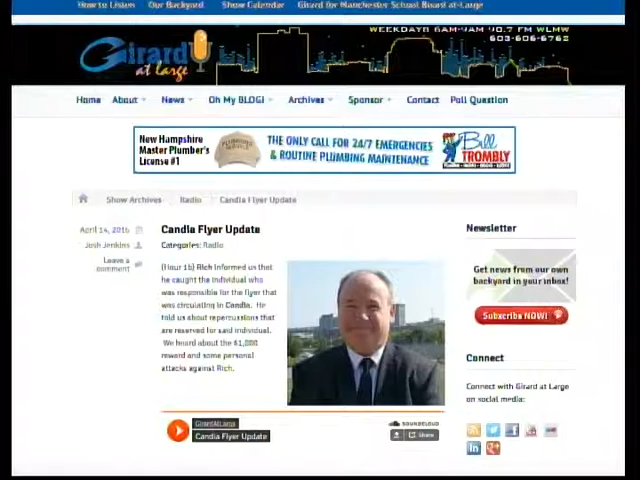 How to Listen Our Backyard Show Calendar Girard for Manchester School Board at-Large
WEEKDAYS 6AM-9AM 90.7 FM WLMW
603-606-6762
Girard
at large
Home About News Oh My BLOG! Archives Sponsor Contact Poll Question
New Hampshire
Master Plumber's
License #1
THE ONLY CALL FOR 24/7 EMERGENCIES
& ROUTINE PLUMBING MAINTENANCE
Bill
TROMBLY
Show Archives Radio Candia Flyer Update
April 14, 2016
Josh Jenkins
Leave a
comment
Candia Flyer Update
Categories: Radio
(Hour 1b) Rich informed us that
he caught the individual who
was responsible for the flyer that
was circulating in Candia. He
told us about repercussions that
are reserved for said individual.
We heard about the $1,000
reward and some personal
attacks against Rich.
GirardAtLarge
Candia Flyer Update
SOUNDCLOUD
Share
Newsletter
Get news from our own
backyard in your inbox!
Subscribe NOW!
Connect
Connect with Girard at Large
on social media: